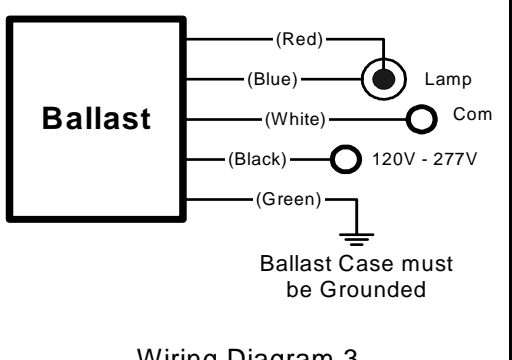 (Red)
(Blue)
Lamp
Ballast
(White)
Com
(Black)
120V - 277V
(Green)
Ballast Case must
be Grounded
Wiring Diagram 3